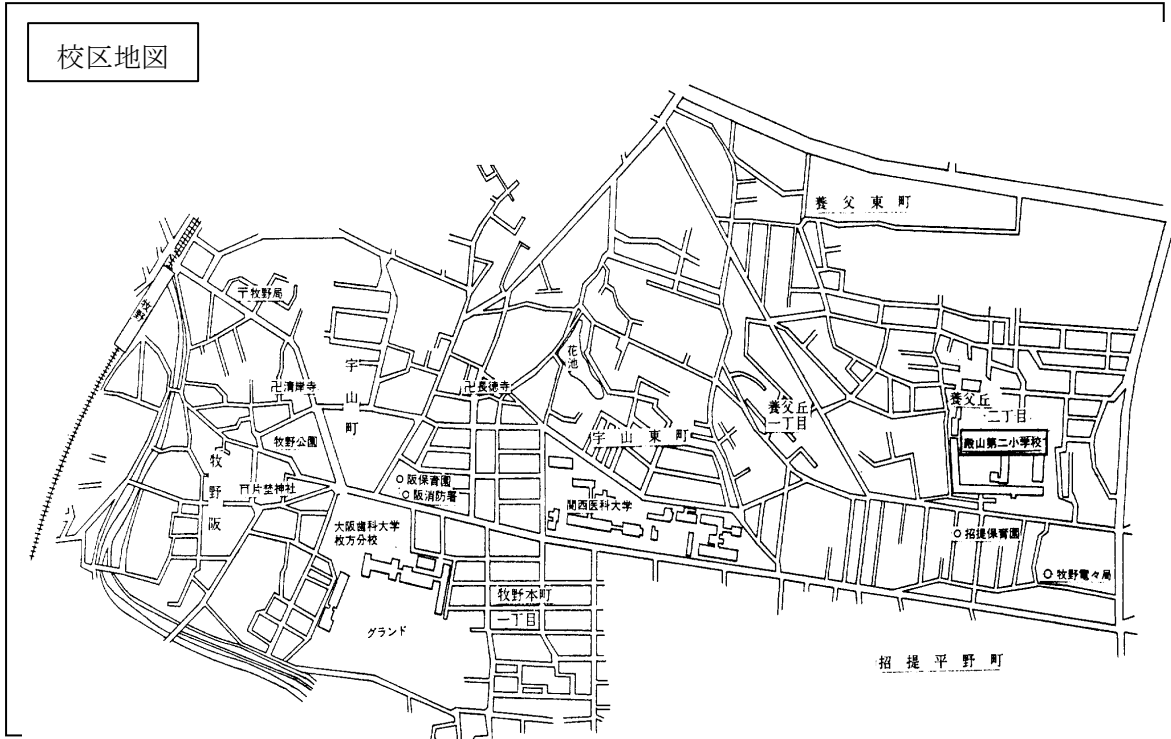 校区地図
養父東町
牧野
〒牧野局
花池
宇山町
卍清岸寺
卍長徳寺
養父丘
一丁目
養父丘
二丁目
牧野公園
宇山東町
殿山第二小学校
牧野阪
片埜神社
阪保育園
阪消防署
関西医科大学
大阪歯科大学
枚方分校
招提保育園
牧野電々局
牧野本町
一丁目
グランド
招提平野町